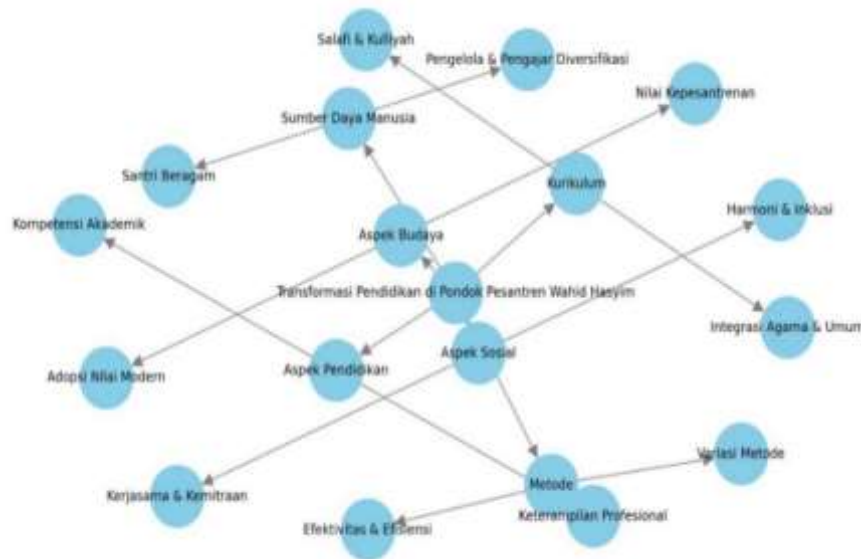 Salafi & Kulliyah
Pengelola & Pengajar Diversifikasi
Nilai Kepesantrenan
Sumber Daya Manusia
Santri Beragam
Kurikulum
Kompetensi Akademik
Harmoni & Inklusi
Aspek Budaya
Transformasi Pendidikan di Pondok Pesantren Wahid Hasyim
Integrasi Agama & Umum
Aspek Sosial
Aspek Pendidikan
Adopsi Nilai Modern
Variasi Metode
Metode
Kerjasama & Kemitraan
Keterampilan Profesional
Efektivitas & Efisiensi